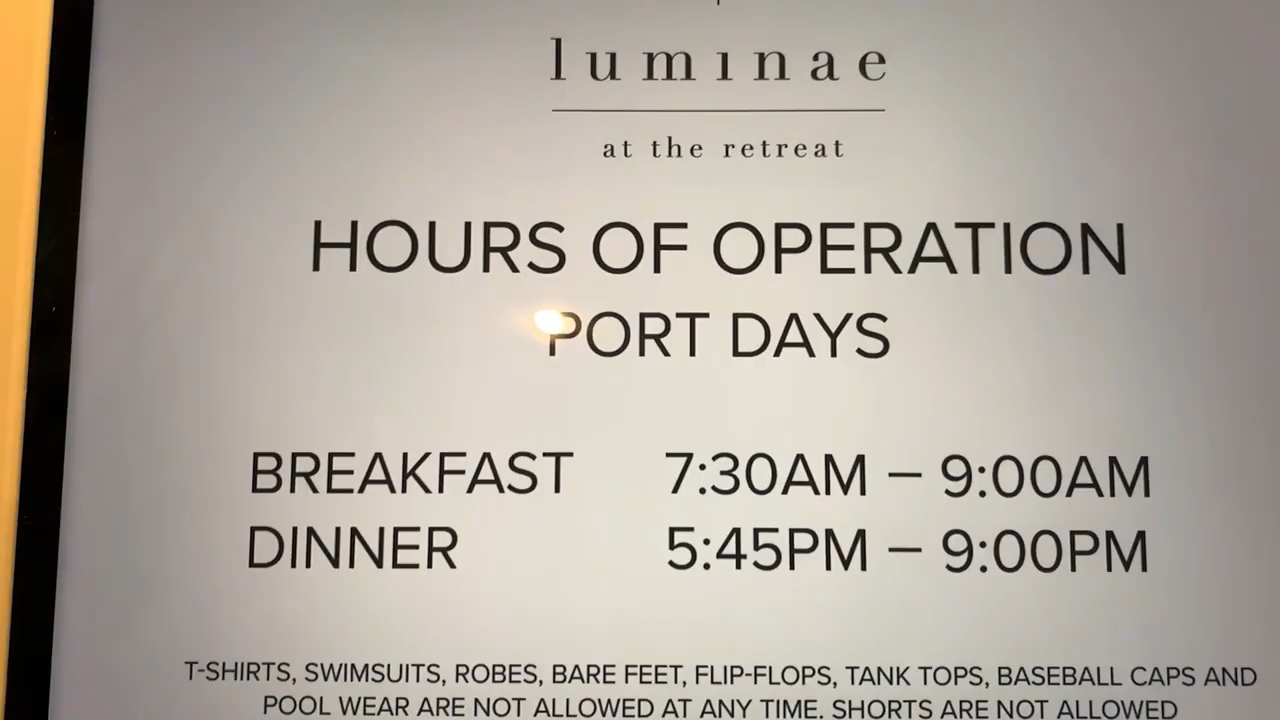 luminae
at the retreat
HOURS OF OPERATION
PORT DAYS
BREAKFAST 7:30AM – 9:00AM
DINNER 5:45PM – 9:00PM
T-SHIRTS, SWIMSUITS, ROBES, BARE FEET, FLIP-FLOPS, TANK TOPS, BASEBALL CAPS AND
POOL WEAR ARE NOT ALLOWED AT ANY TIME. SHORTS ARE NOT ALLOWED